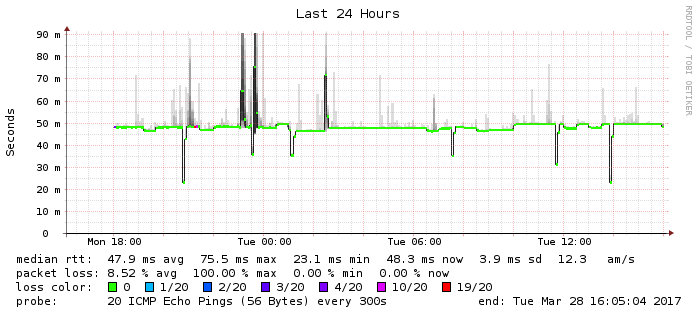 Last 24 Hours
RRDTOOL / TOBI OETIKER
Seconds
90 m
80 m
70 m
60 m
50 m
40 m
30 m
20 m
10 m
0
Mon 18:00 Tue 00:00 Tue 06:00 Tue 12:00
median rtt: 47.9 ms avg 75.5 ms max 23.1 ms min 48.3 ms now 3.9 ms sd 12.3 am/s
packet loss: 8.52 % avg 100.00 % max 0.00 % min 0.00 % now
loss color: 0 1/20 2/20 3/20 4/20 10/20 19/20
probe: 20 ICMP Echo Pings (56 Bytes) every 300s end: Tue Mar 28 16:05:04 2017